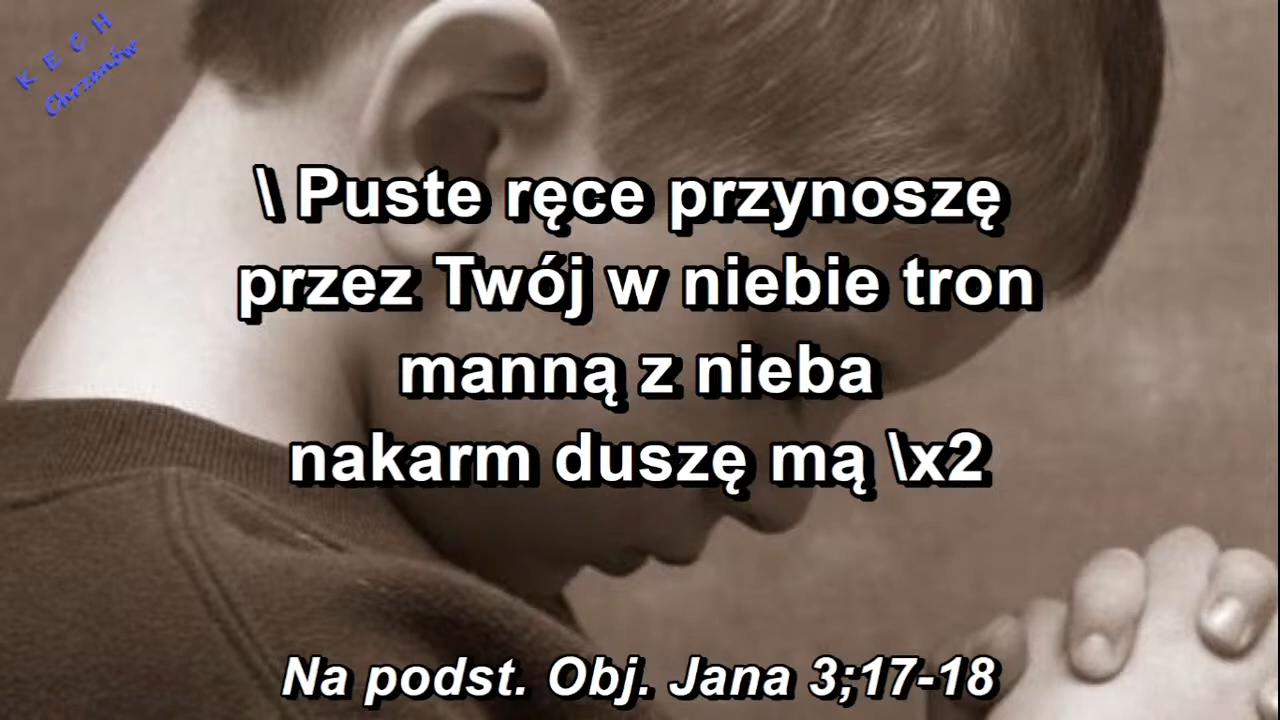 K E C H
Chrzanów
\ Puste ręce przynoszę
przez Twój w niebie tron
manną z nieba
nakarm duszę mą \x2
Na podst. Obj. Jana 3;17-18